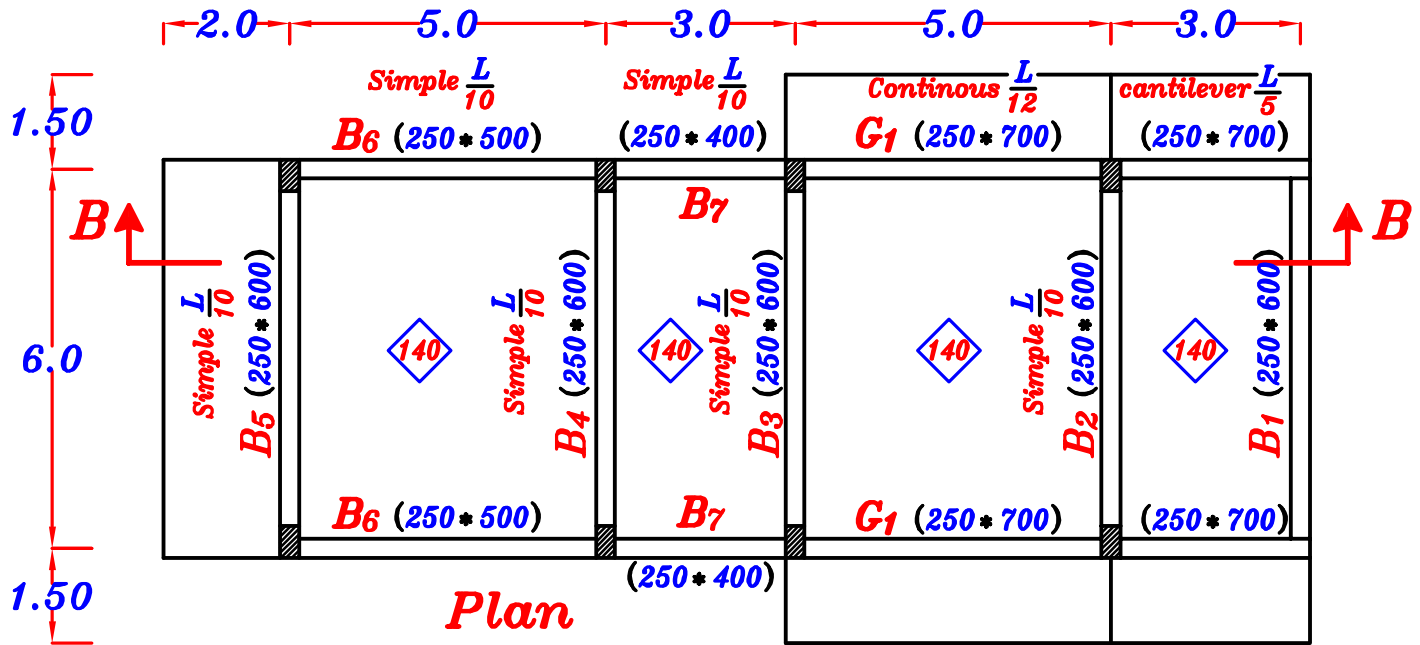 2.0 5.0 3.0 5.0 3.0
Simple L/10 Simple L/10 Continous L/12 cantilever L/5
1.50
B6 (250*500) (250*400) G1 (250*700) (250*700)
B7
B B
Simple L/10 B5 (250*600)
Simple L/10 B4 (250*600)
Simple L/10 B3 (250*600)
Simple L/10 B2 (250*600)
B1 (250*600)
6.0
140 140 140 140
B6 (250*500) B7 G1 (250*700) (250*700)
(250*400)
1.50
Plan